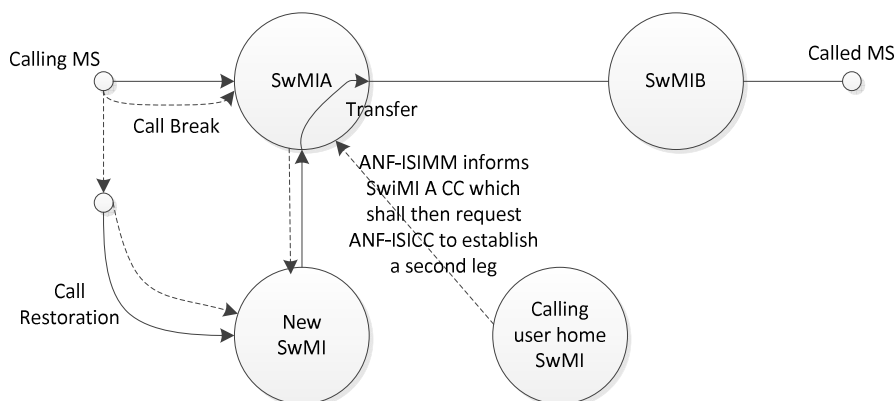 Calling MS
SwMIA
SwMIB
Called MS
Transfer
Call Break
ANF-ISIMM informs
SwiMI A CC which
shall then request
ANF-ISICC to establish
a second leg
Call
Restoration
New
SwMI
Calling
user home
SwMI